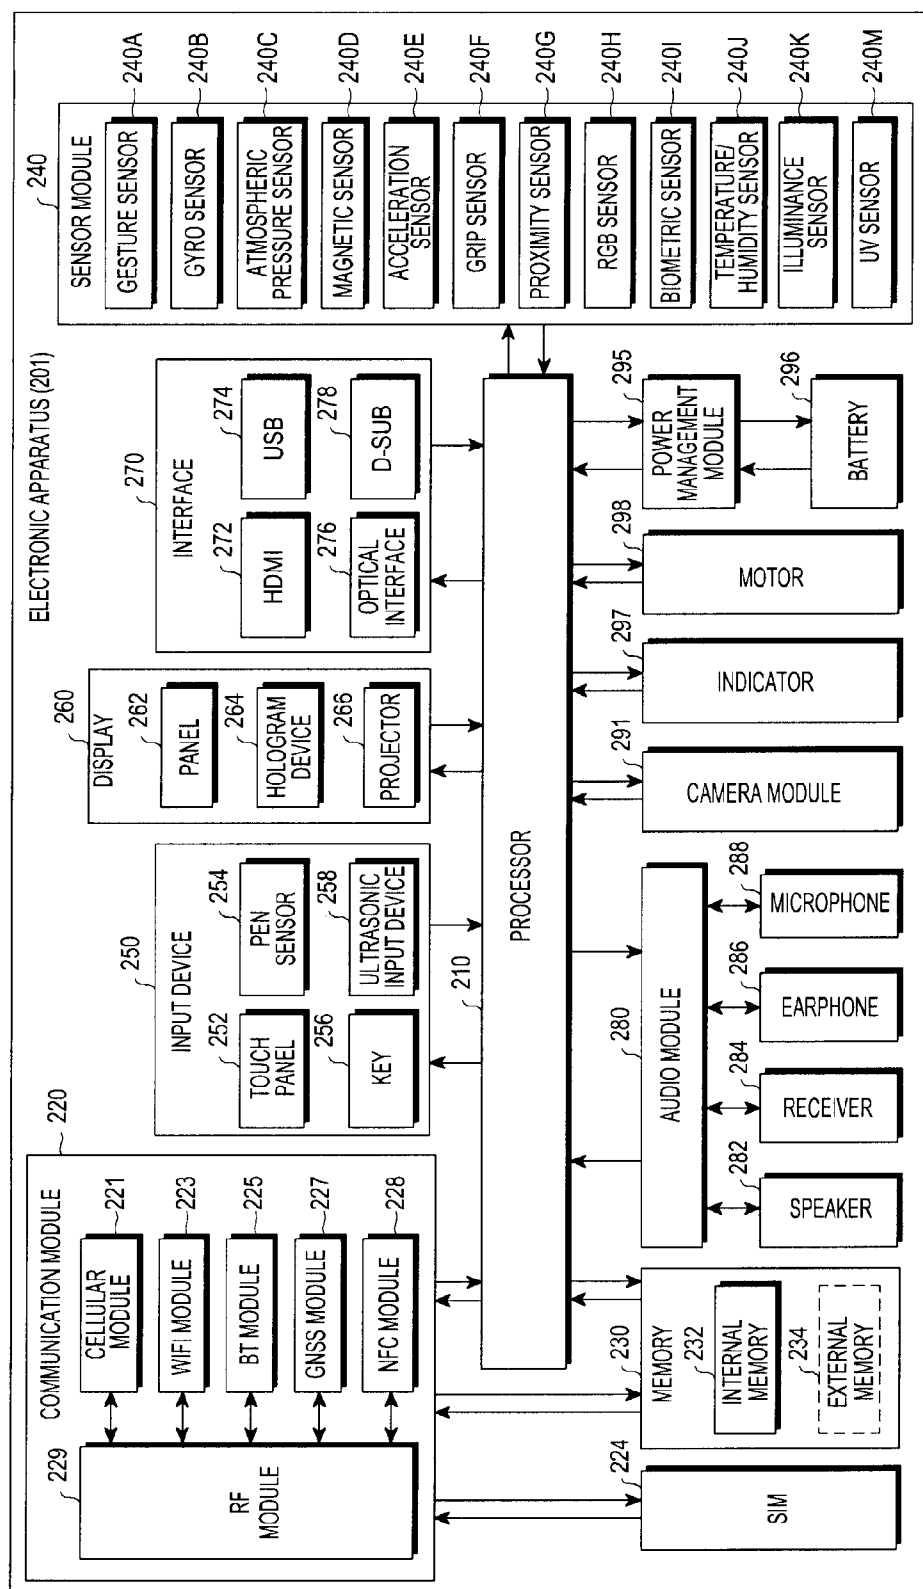 ELECTRONIC APPARATUS (201)
COMMUNICATION MODULE
220
229
RF
MODULE
CELLULAR
MODULE
221
WIFI MODULE
223
BT MODULE
225
GNSS MODULE
227
NFC MODULE
228
250
INPUT DEVICE
252
TOUCH
PANEL
254
PEN
SENSOR
256
KEY
258
ULTRASONIC
INPUT DEVICE
260
DISPLAY
262
PANEL
264
HOLOGRAM
DEVICE
266
PROJECTOR
270
INTERFACE
272
HDMI
274
USB
276
OPTICAL
INTERFACE
278
D-SUB
240
SENSOR MODULE
GESTURE SENSOR
240A
GYRO SENSOR
240B
ATMOSPHERIC
PRESSURE SENSOR
240C
MAGNETIC SENSOR
240D
ACCELERATION
SENSOR
240E
GRIP SENSOR
240F
PROXIMITY SENSOR
240G
RGB SENSOR
240H
BIOMETRIC SENSOR
240I
TEMPERATURE/
HUMIDITY SENSOR
240J
ILLUMINANCE
SENSOR
240K
UV SENSOR
240M
210
PROCESSOR
224
SIM
230
MEMORY
232
INTERNAL
MEMORY
234
EXTERNAL
MEMORY
280
AUDIO MODULE
282
SPEAKER
284
RECEIVER
286
EARPHONE
288
MICROPHONE
291
CAMERA MODULE
297
INDICATOR
298
MOTOR
295
POWER
MANAGEMENT
MODULE
296
BATTERY